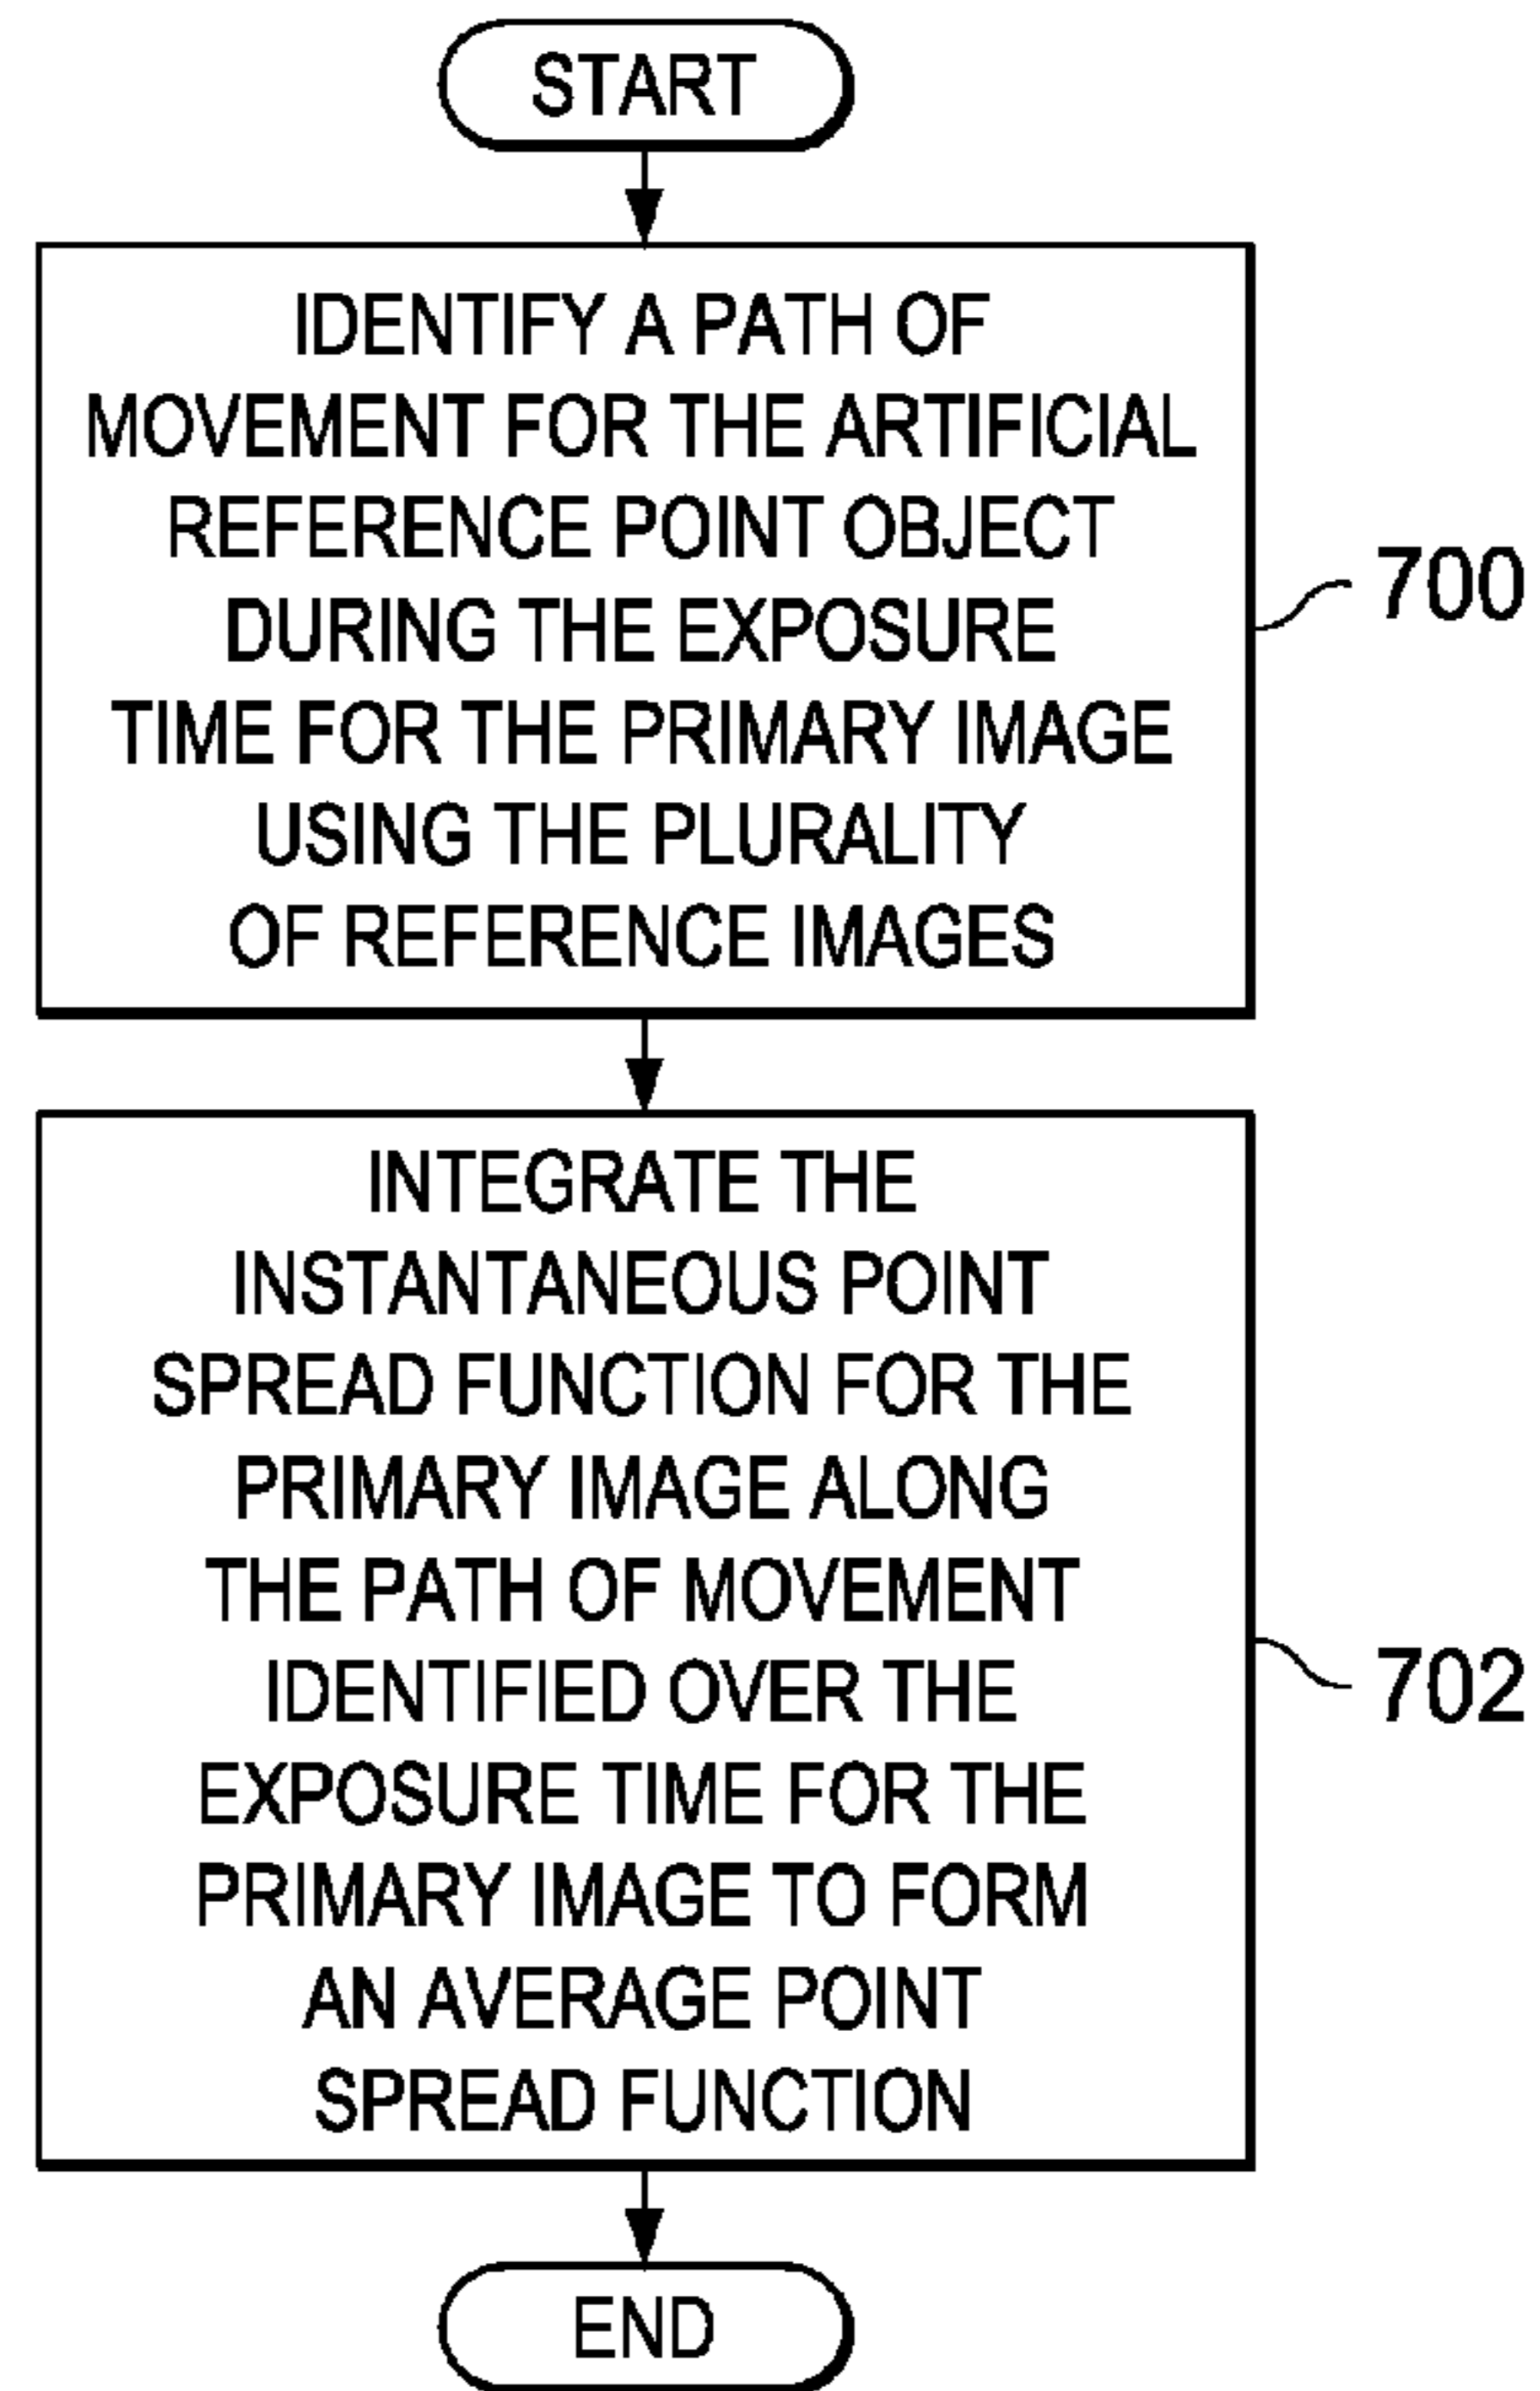 START
IDENTIFY A PATH OF
MOVEMENT FOR THE ARTIFICIAL
REFERENCE POINT OBJECT
DURING THE EXPOSURE
TIME FOR THE PRIMARY IMAGE
USING THE PLURALITY
OF REFERENCE IMAGES
700
INTEGRATE THE
INSTANTANEOUS POINT
SPREAD FUNCTION FOR THE
PRIMARY IMAGE ALONG
THE PATH OF MOVEMENT
IDENTIFIED OVER THE
EXPOSURE TIME FOR THE
PRIMARY IMAGE TO FORM
AN AVERAGE POINT
SPREAD FUNCTION
702
END